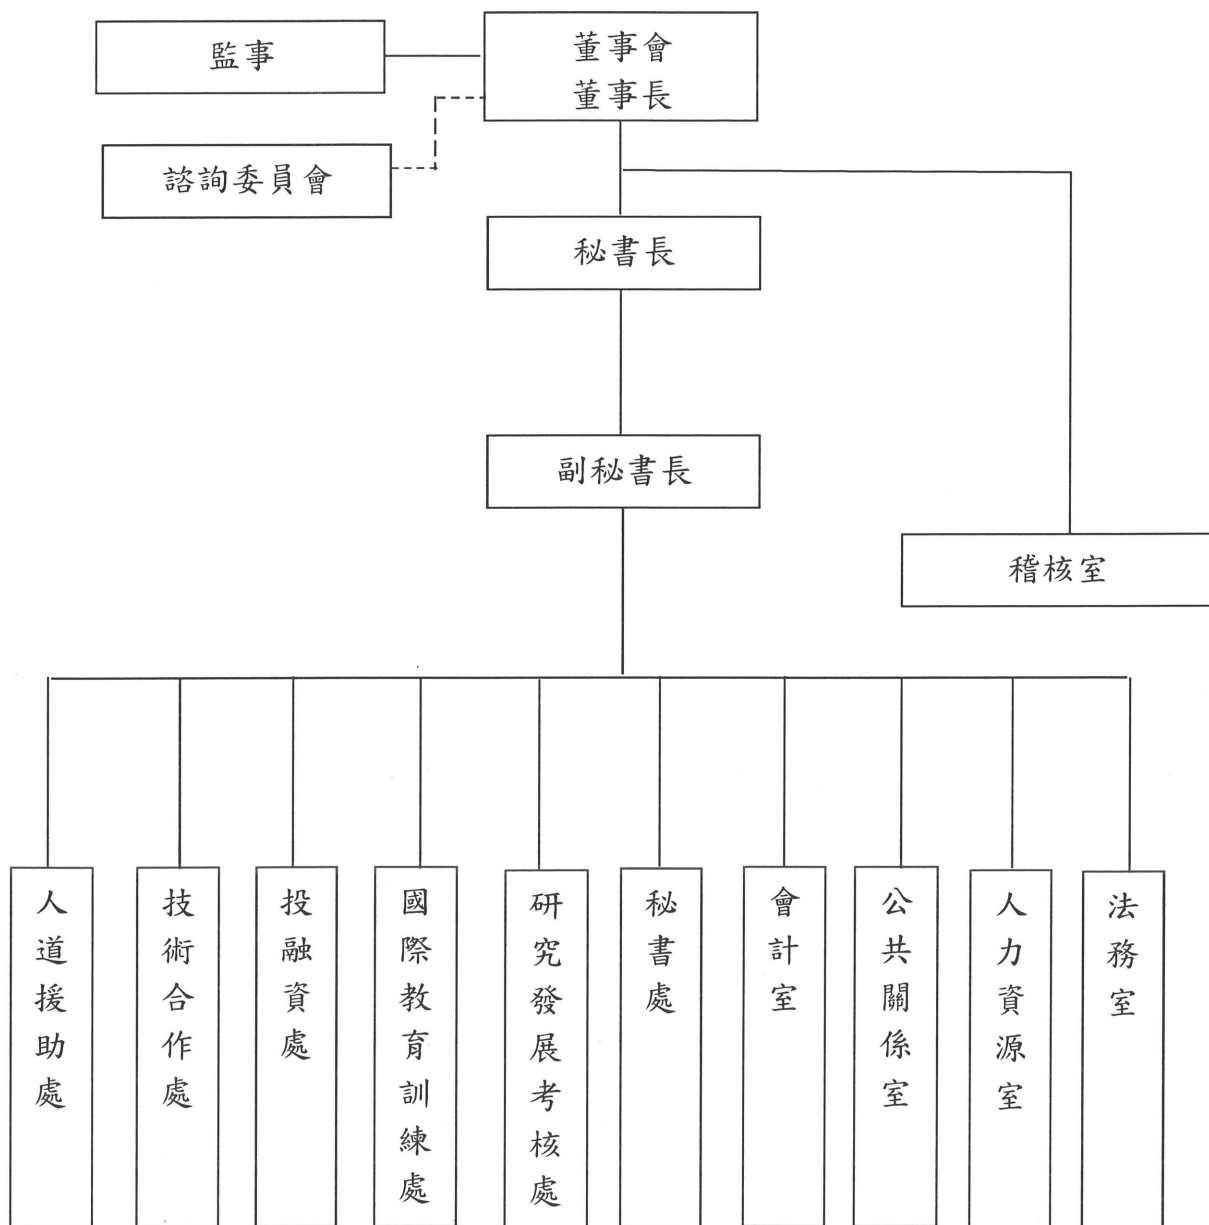 監事
董事會
董事長
諮詢委員會
秘書長
副秘書長
稽核室
人道援助處
技術合作處
投融資處
國際教育訓練處
研究發展考核處
秘書處
會計室
公共關係室
人力資源室
法務室